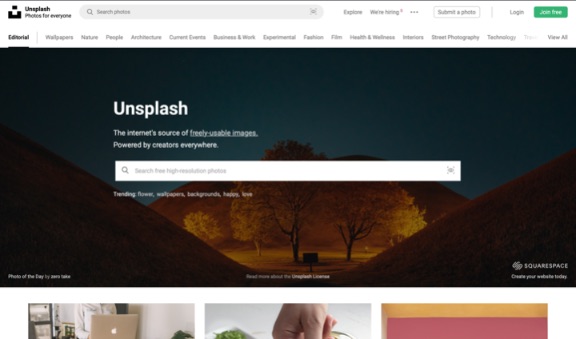 Unsplash
Photos for everyone
Search photos
Explore
We're hiring
Submit a photo
Login
Join free
Editorial
Wallpapers
Nature
People
Architecture
Current Events
Business & Work
Experimental
Fashion
Film
Health & Wellness
Interiors
Street Photography
Technology
View All
Unsplash
The internet's source of freely-usable images.
Powered by creators everywhere.
Search free high-resolution photos
Trending: flower, wallpapers, backgrounds, happy, love
Photo of the Day by zero take
Read more about the Unsplash License
SQUARESPACE
Create your website today.